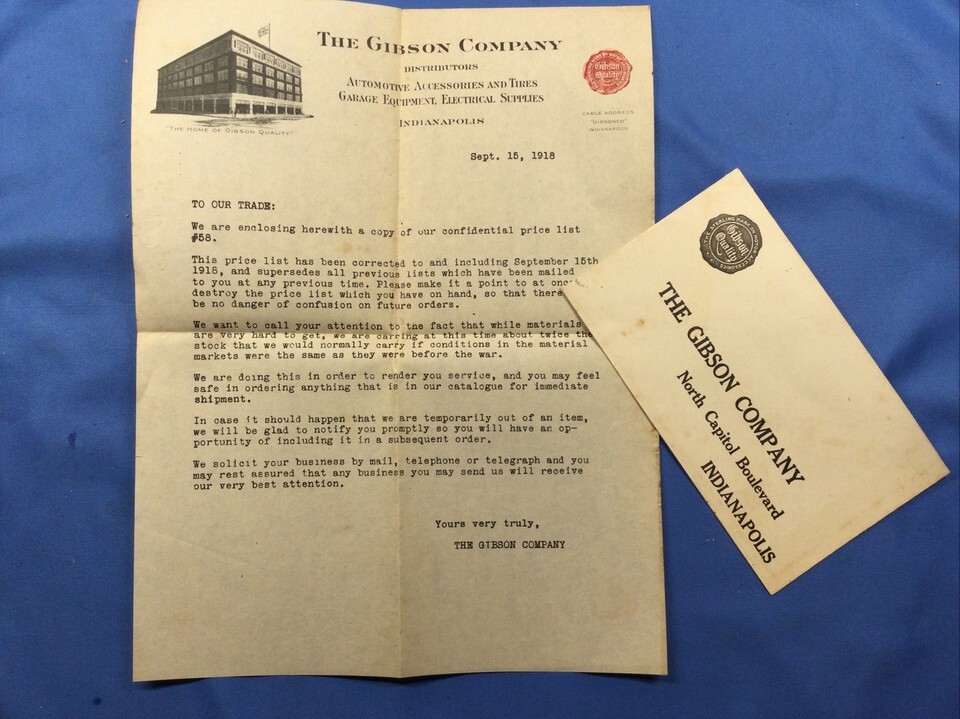 THE GIBSON COMPANY
DISTRIBUTORS
AUTOMOTIVE ACCESSORIES AND TIRES
GARAGE EQUIPMENT, ELECTRICAL SUPPLIES
INDIANAPOLIS
"THE HOME OF GIBSON QUALITY"
Gibson
Quality
CABLE ADDRESS
INDIANAPOLIS
Sept. 15, 1918
TO OUR TRADE:
We are enclosing herewith a copy of our confidential price list
#58.
This price list has been corrected to and including September 15th
1918, and supersedes all previous lists which have been mailed
to you at any previous time. Please make it a point to at once
destroy the price list which you have on hand, so that there
be no danger of confusion on future orders.
We want to call your attention to the fact that while materials
are very hard to get, we are carring at this time about twice the
stock that we would normally carry if conditions in the material
markets were the same as they were before the war.
We are doing this in order to render you service, and you may feel
safe in ordering anything that is in our catalogue for immediate
shipment.
In case it should happen that we are temporarily out of an item,
we will be glad to notify you promptly so you will have an op-
portunity of including it in a subsequent order.
We solicit your business by mail, telephone or telegraph and you
may rest assured that any business you may send us will receive
our very best attention.
Yours very truly,
THE GIBSON COMPANY
THE STERLING MARK ON MOTOR ACCESSORIES
Gibson
Quality
THE GIBSON COMPANY
North Capitol Boulevard
INDIANAPOLIS